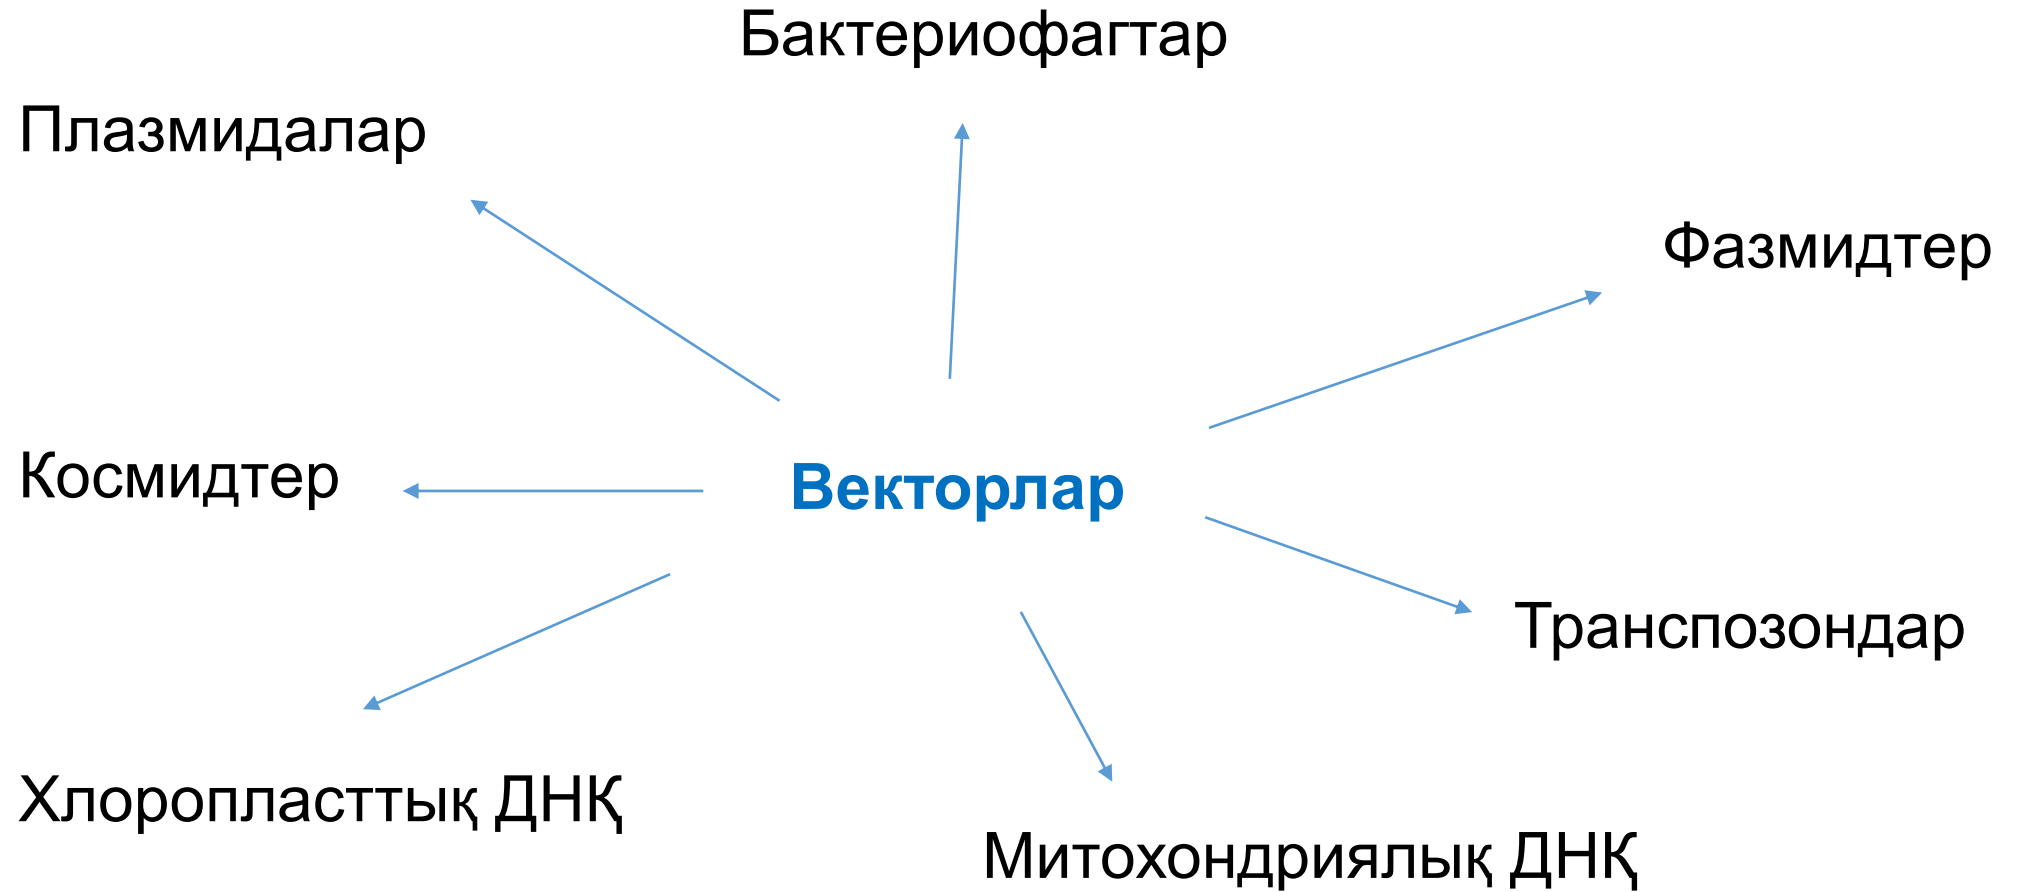 Бактериофагтар
Плазмидалар
Фазмидтер
Космидтер
Векторлар
Транспозондар
Хлоропласттық ДНҚ
Митохондриялық ДНҚ